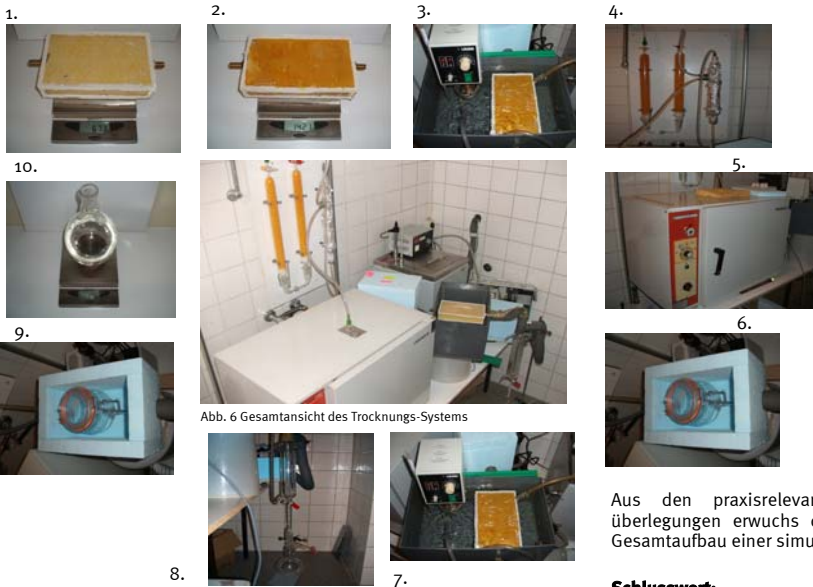 1.
2.
3.
4.
10.
5.
9.
6.
Abb. 6 Gesamtansicht des Trocknungs-Systems
8.
7.
Aus den praxisrelevan
überlegungen erwuchs
Gesamtaufbau einer simu
Schlusswort: